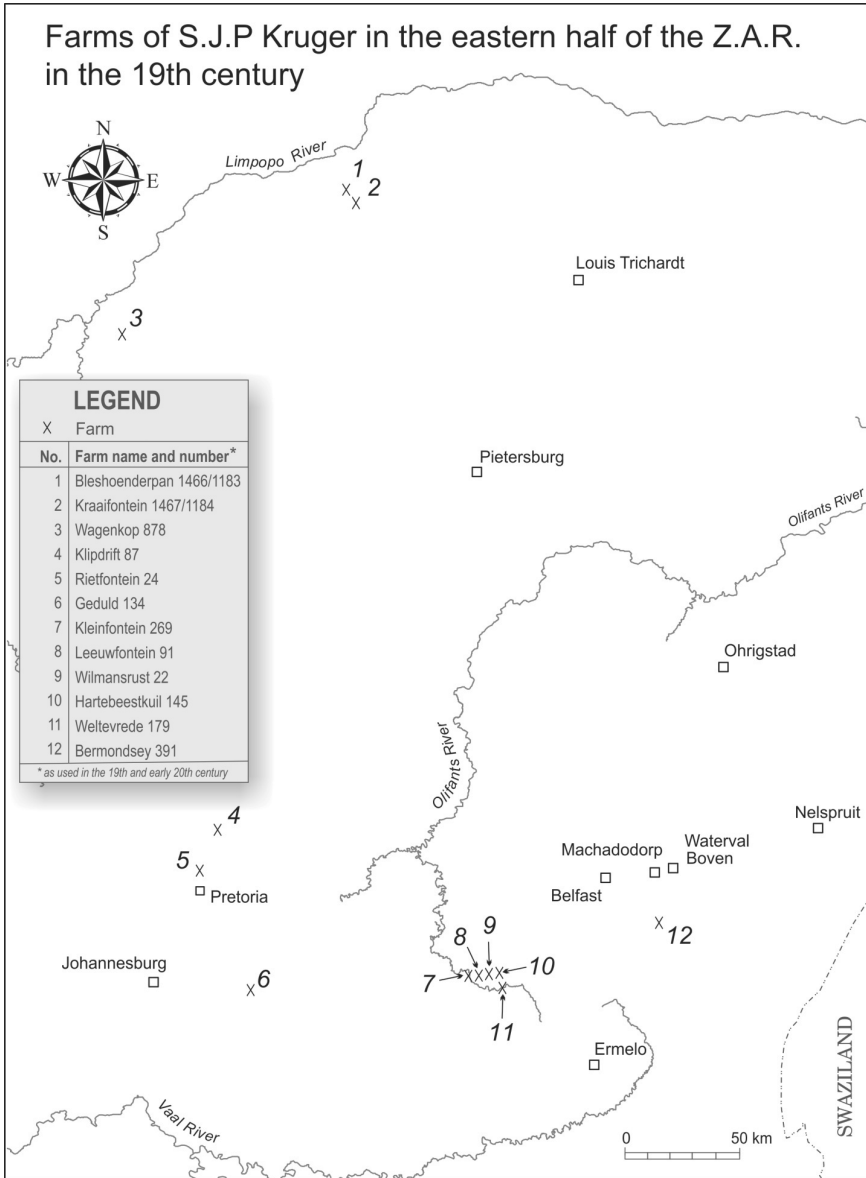 Farms of S.J.P Kruger in the eastern half of the Z.A.R.
in the 19th century
N
W E
S
Limpopo River
1
2
Louis Trichardt
3
LEGEND
X Farm
No. Farm name and number*
1 Bleshoenderpan 1466/1183
2 Kraaifontein 1467/1184
3 Wagenkop 878
4 Klipdrift 87
5 Rietfontein 24
6 Geduld 134
7 Kleinfontein 269
8 Leeuwfontein 91
9 Wilmansrust 22
10 Hartebeestkuil 145
11 Weltevrede 179
12 Bermondsey 391
* as used in the 19th and early 20th century
Pietersburg
Olifants River
Ohrigstad
Olifants River
4
Nelspruit
5
Pretoria
Machadodorp
Waterval
Boven
Belfast
12
8
9
10
7
11
Johannesburg
6
Ermelo
SWAZILAND
Vaal River
0 50 km